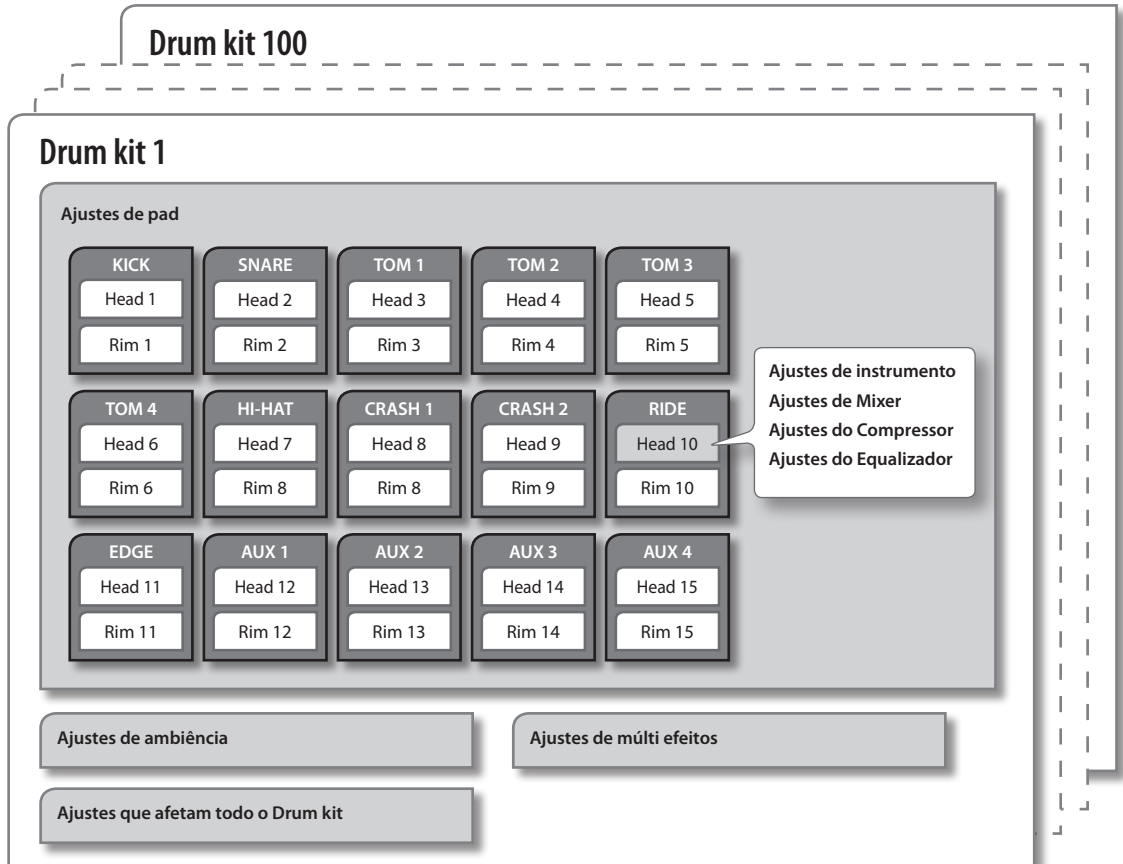 Drum kit 100
Drum kit 1
Ajustes de pad
KICK SNARE TOM 1 TOM 2 TOM 3
Head 1 Head 2 Head 3 Head 4 Head 5
Rim 1 Rim 2 Rim 3 Rim 4 Rim 5
Ajustes de instrumento
Ajustes de Mixer
Ajustes do Compressor
Ajustes do Equalizador
TOM 4 HI-HAT CRASH 1 CRASH 2 RIDE
Head 6 Head 7 Head 8 Head 9 Head 10
Rim 6 Rim 8 Rim 8 Rim 9 Rim 10
EDGE AUX 1 AUX 2 AUX 3 AUX 4
Head 11 Head 12 Head 13 Head 14 Head 15
Rim 11 Rim 12 Rim 13 Rim 14 Rim 15
Ajustes de ambiência
Ajustes de múlti efeitos
Ajustes que afetam todo o Drum kit